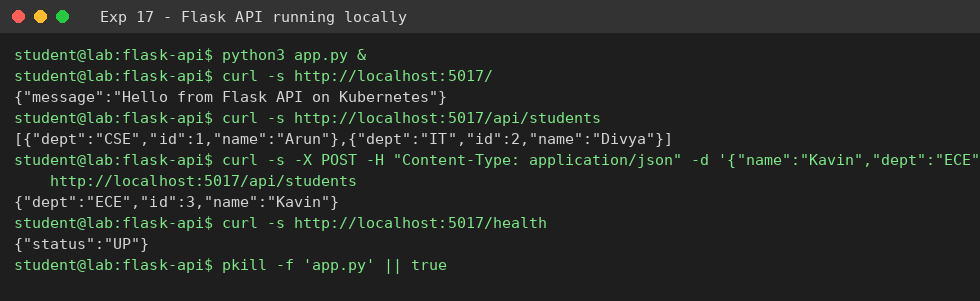 Exp 17 - Flask API running locally
student@lab:flask-api$ python3 app.py &
student@lab:flask-api$ curl -s http://localhost:5017/
{"message":"Hello from Flask API on Kubernetes"}
student@lab:flask-api$ curl -s http://localhost:5017/api/students
[{"dept":"CSE","id":1,"name":"Arun"},{"dept":"IT","id":2,"name":"Divya"}]
student@lab:flask-api$ curl -s -X POST -H "Content-Type: application/json" -d '{"name":"Kavin","dept":"ECE"
http://localhost:5017/api/students
{"dept":"ECE","id":3,"name":"Kavin"}
student@lab:flask-api$ curl -s http://localhost:5017/health
{"status":"UP"}
student@lab:flask-api$ pkill -f 'app.py' || true